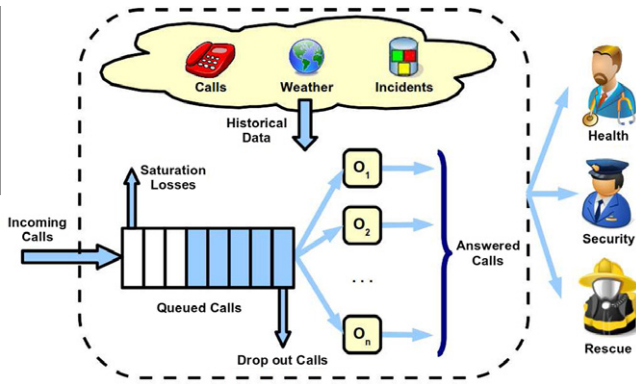 Calls
Weather
Incidents
Historical
Data
Saturation
Losses
Incoming
Calls
Queued Calls
Drop out Calls
O1
O2
...
On
Answered
Calls
Health
Security
Rescue